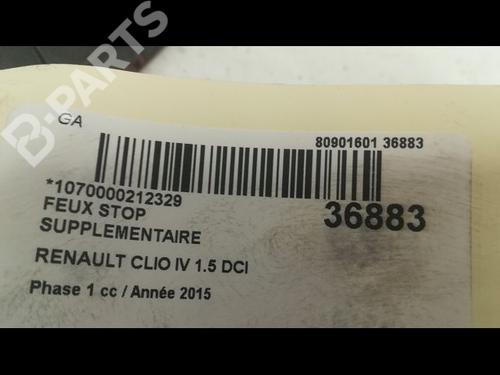 B-PARTS
GA
80901601 36883
*1070000212329
36883
FEUX STOP
SUPPLEMENTAIRE
RENAULT CLIO IV 1.5 DCI
Phase 1 cc / Année 2015